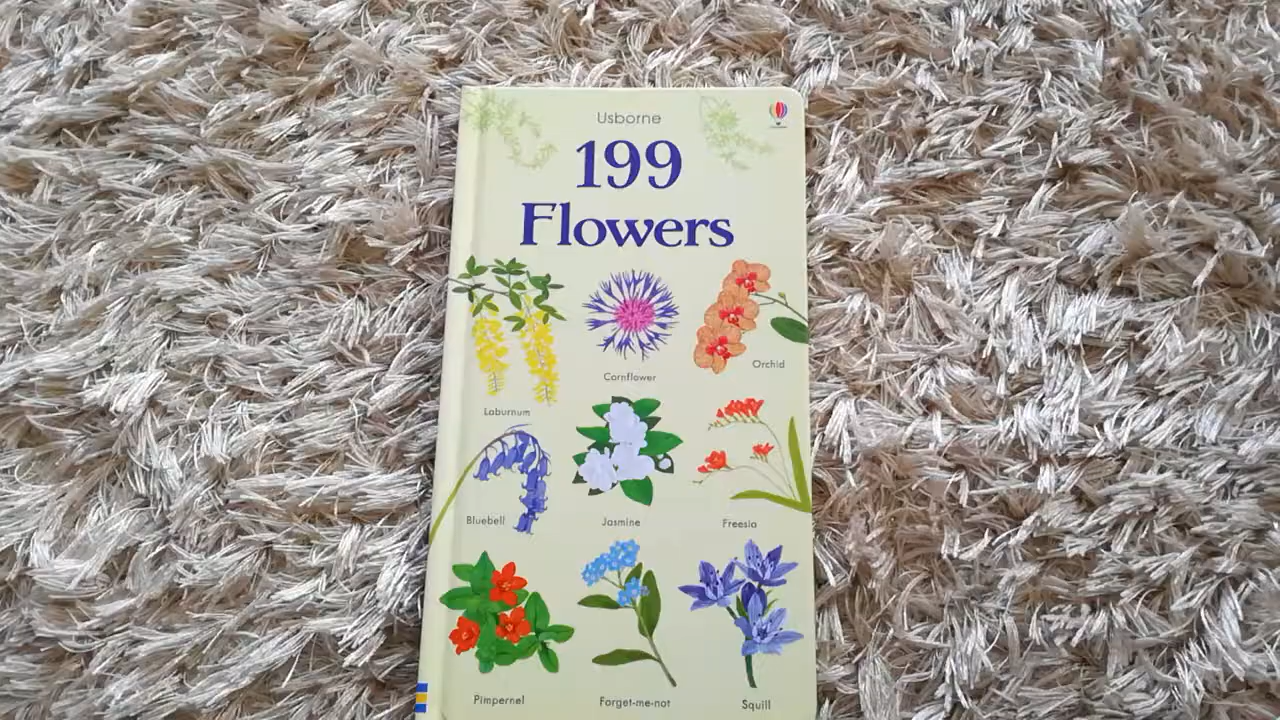 Usborne
199
Flowers
Laburnum
Cornflower
Orchid
Bluebell
Jasmine
Freesia
Pimpernel
Forget-me-not
Squill